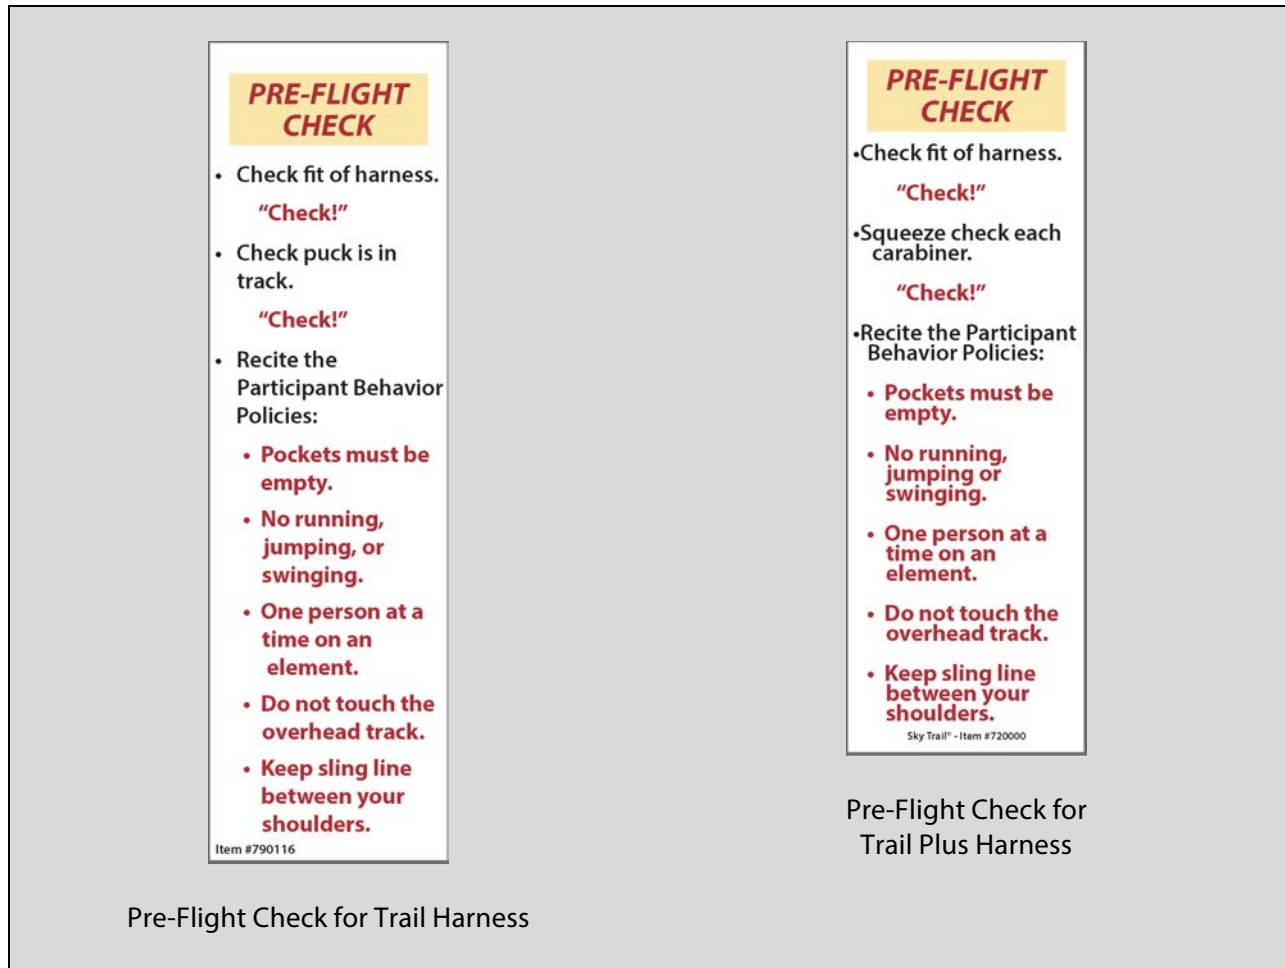 PRE-FLIGHT
CHECK
• Check fit of harness.
“Check!”
• Check puck is in
track.
“Check!”
• Recite the
Participant Behavior
Policies:
• Pockets must be
empty.
• No running,
jumping, or
swinging.
• One person at a
time on an
element.
• Do not touch the
overhead track.
• Keep sling line
between your
shoulders.
Item #790116
Pre-Flight Check for Trail Harness
PRE-FLIGHT
CHECK
•Check fit of harness.
“Check!”
•Squeeze check each
carabiner.
“Check!”
•Recite the Participant
Behavior Policies:
• Pockets must be
empty.
• No running,
jumping or
swinging.
• One person at a
time on an
element.
• Do not touch the
overhead track.
• Keep sling line
between your
shoulders.
Sky Trail® - Item #720000
Pre-Flight Check for
Trail Plus Harness